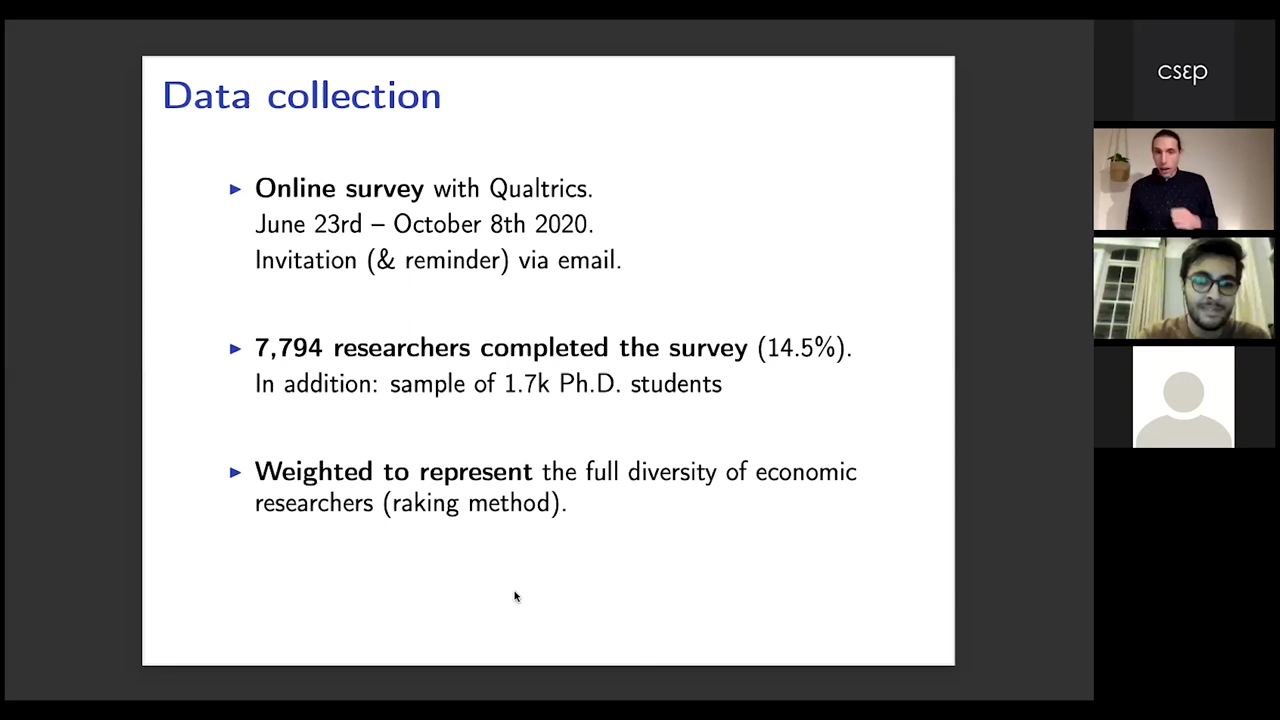 Data collection
Online survey with Qualtrics.
June 23rd – October 8th 2020.
Invitation (& reminder) via email.
7,794 researchers completed the survey (14.5%).
In addition: sample of 1.7k Ph.D. students
Weighted to represent the full diversity of economic
researchers (raking method).
csεp